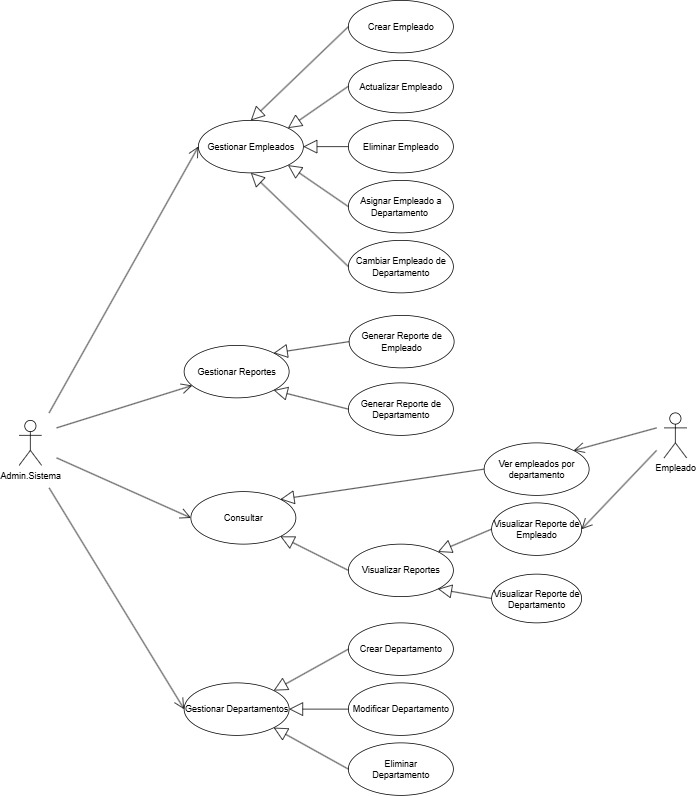 Crear Empleado
Actualizar Empleado
Gestionar Empleados
Eliminar Empleado
Asignar Empleado a
Departamento
Cambiar Empleado de
Departamento
Generar Reporte de
Empleado
Gestionar Reportes
Generar Reporte de
Departamento
Admin.Sistema
Empleado
Ver empleados por
departamento
Consultar
Visualizar Reporte de
Empleado
Visualizar Reportes
Visualizar Reporte de
Departamento
Crear Departamento
Gestionar Departamentos
Modificar Departamento
Eliminar
Departamento